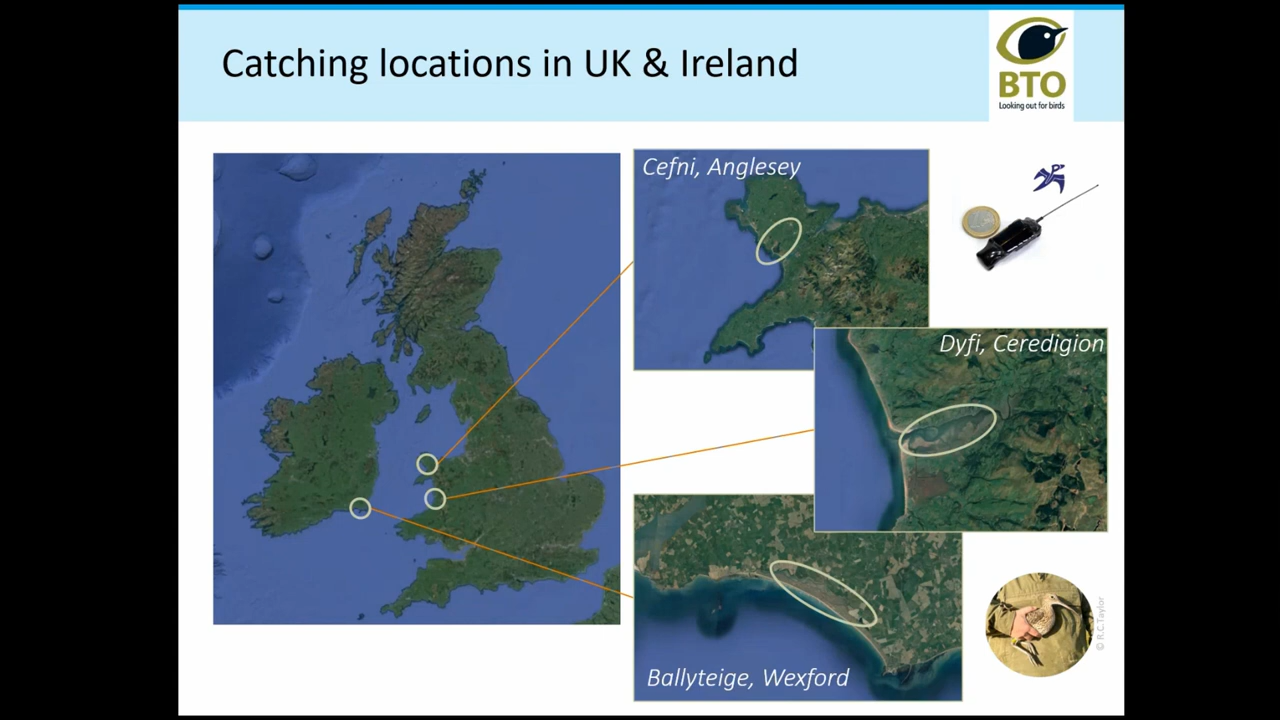 Catching locations in UK & Ireland
BTO
Looking out for birds
Cefni, Anglesey
Dyfi, Ceredigion
Ballyteige, Wexford
© R.C.Taylor